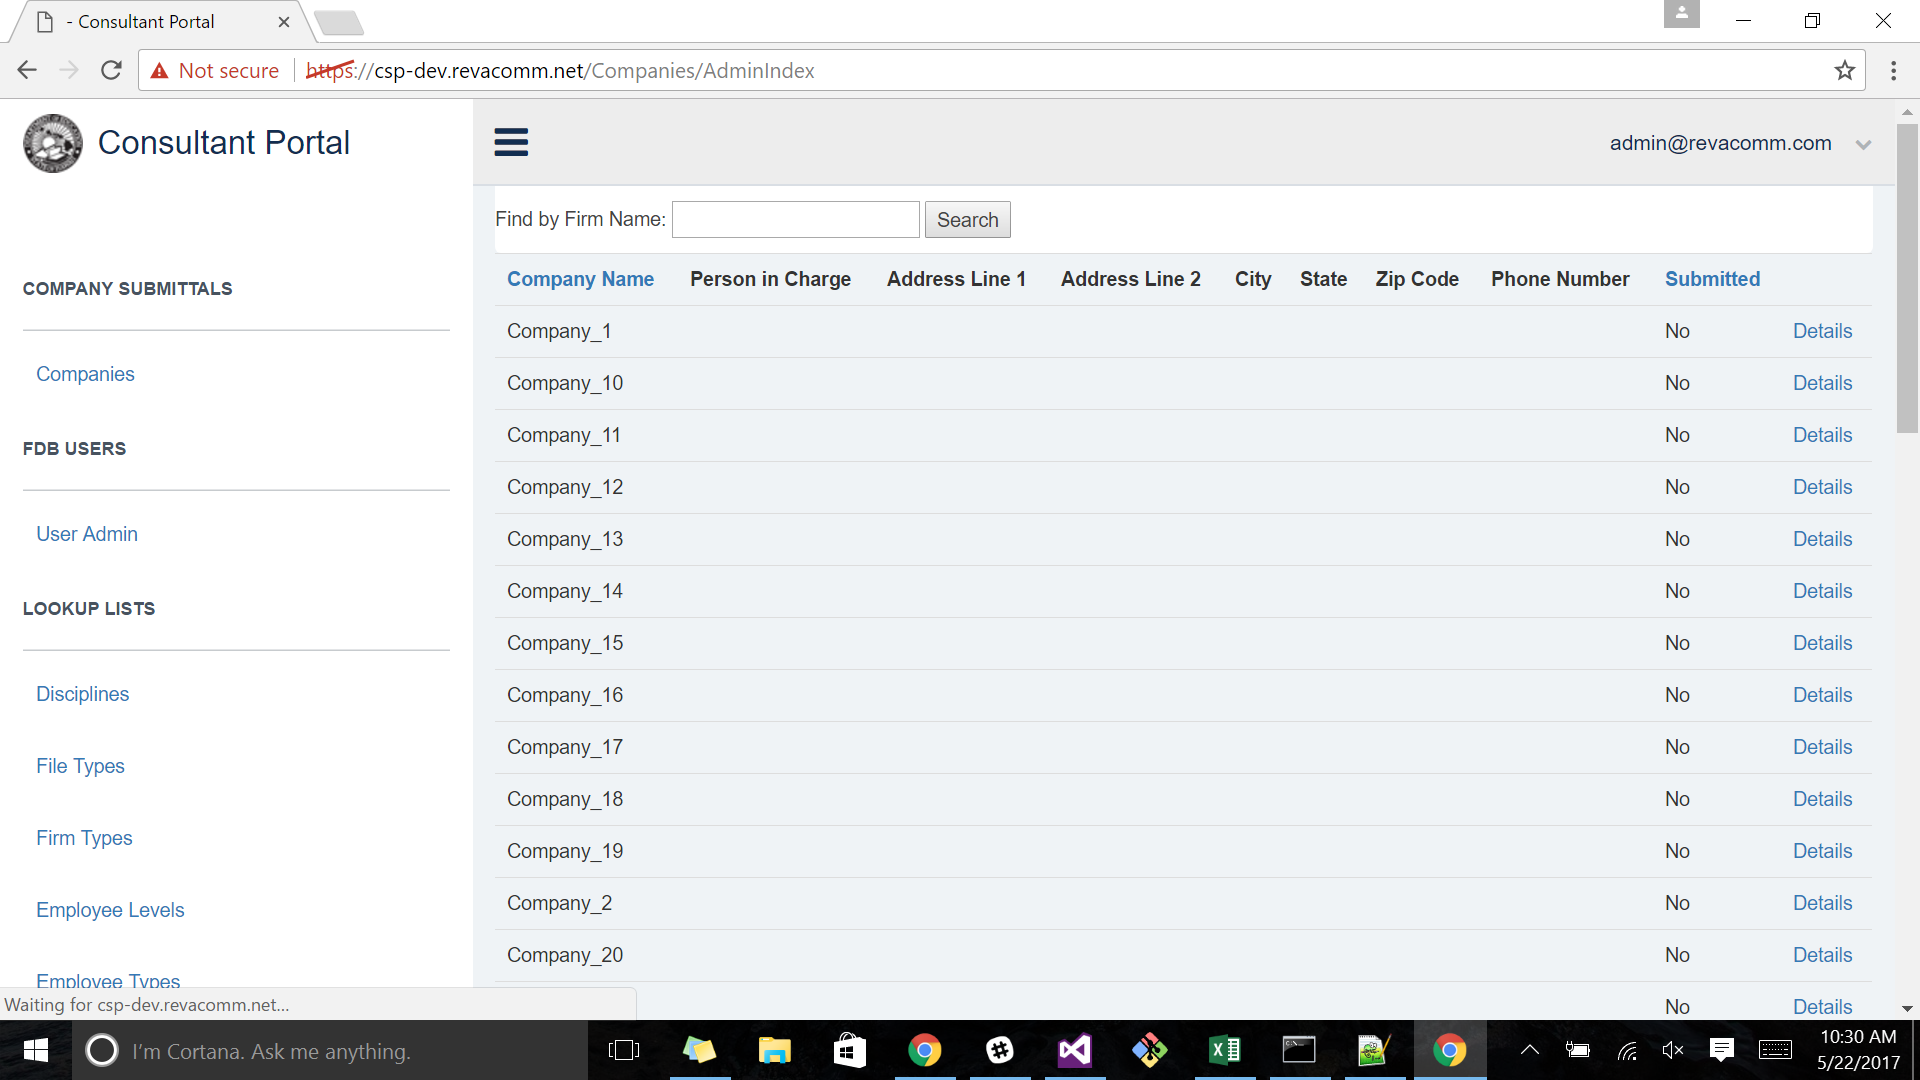 - Consultant Portal
Not secure https://csp-dev.revacomm.net/Companies/AdminIndex
Consultant Portal
admin@revacomm.com
Find by Firm Name: Search
COMPANY SUBMITTALS
Companies
FDB USERS
User Admin
LOOKUP LISTS
Disciplines
File Types
Firm Types
Employee Levels
Employee Types
Company Name Person in Charge Address Line 1 Address Line 2 City State Zip Code Phone Number Submitted
Company_1 No Details
Company_10 No Details
Company_11 No Details
Company_12 No Details
Company_13 No Details
Company_14 No Details
Company_15 No Details
Company_16 No Details
Company_17 No Details
Company_18 No Details
Company_19 No Details
Company_2 No Details
Company_20 No Details
No Details
Waiting for csp-dev.revacomm.net...
I'm Cortana. Ask me anything.
10:30 AM
5/22/2017